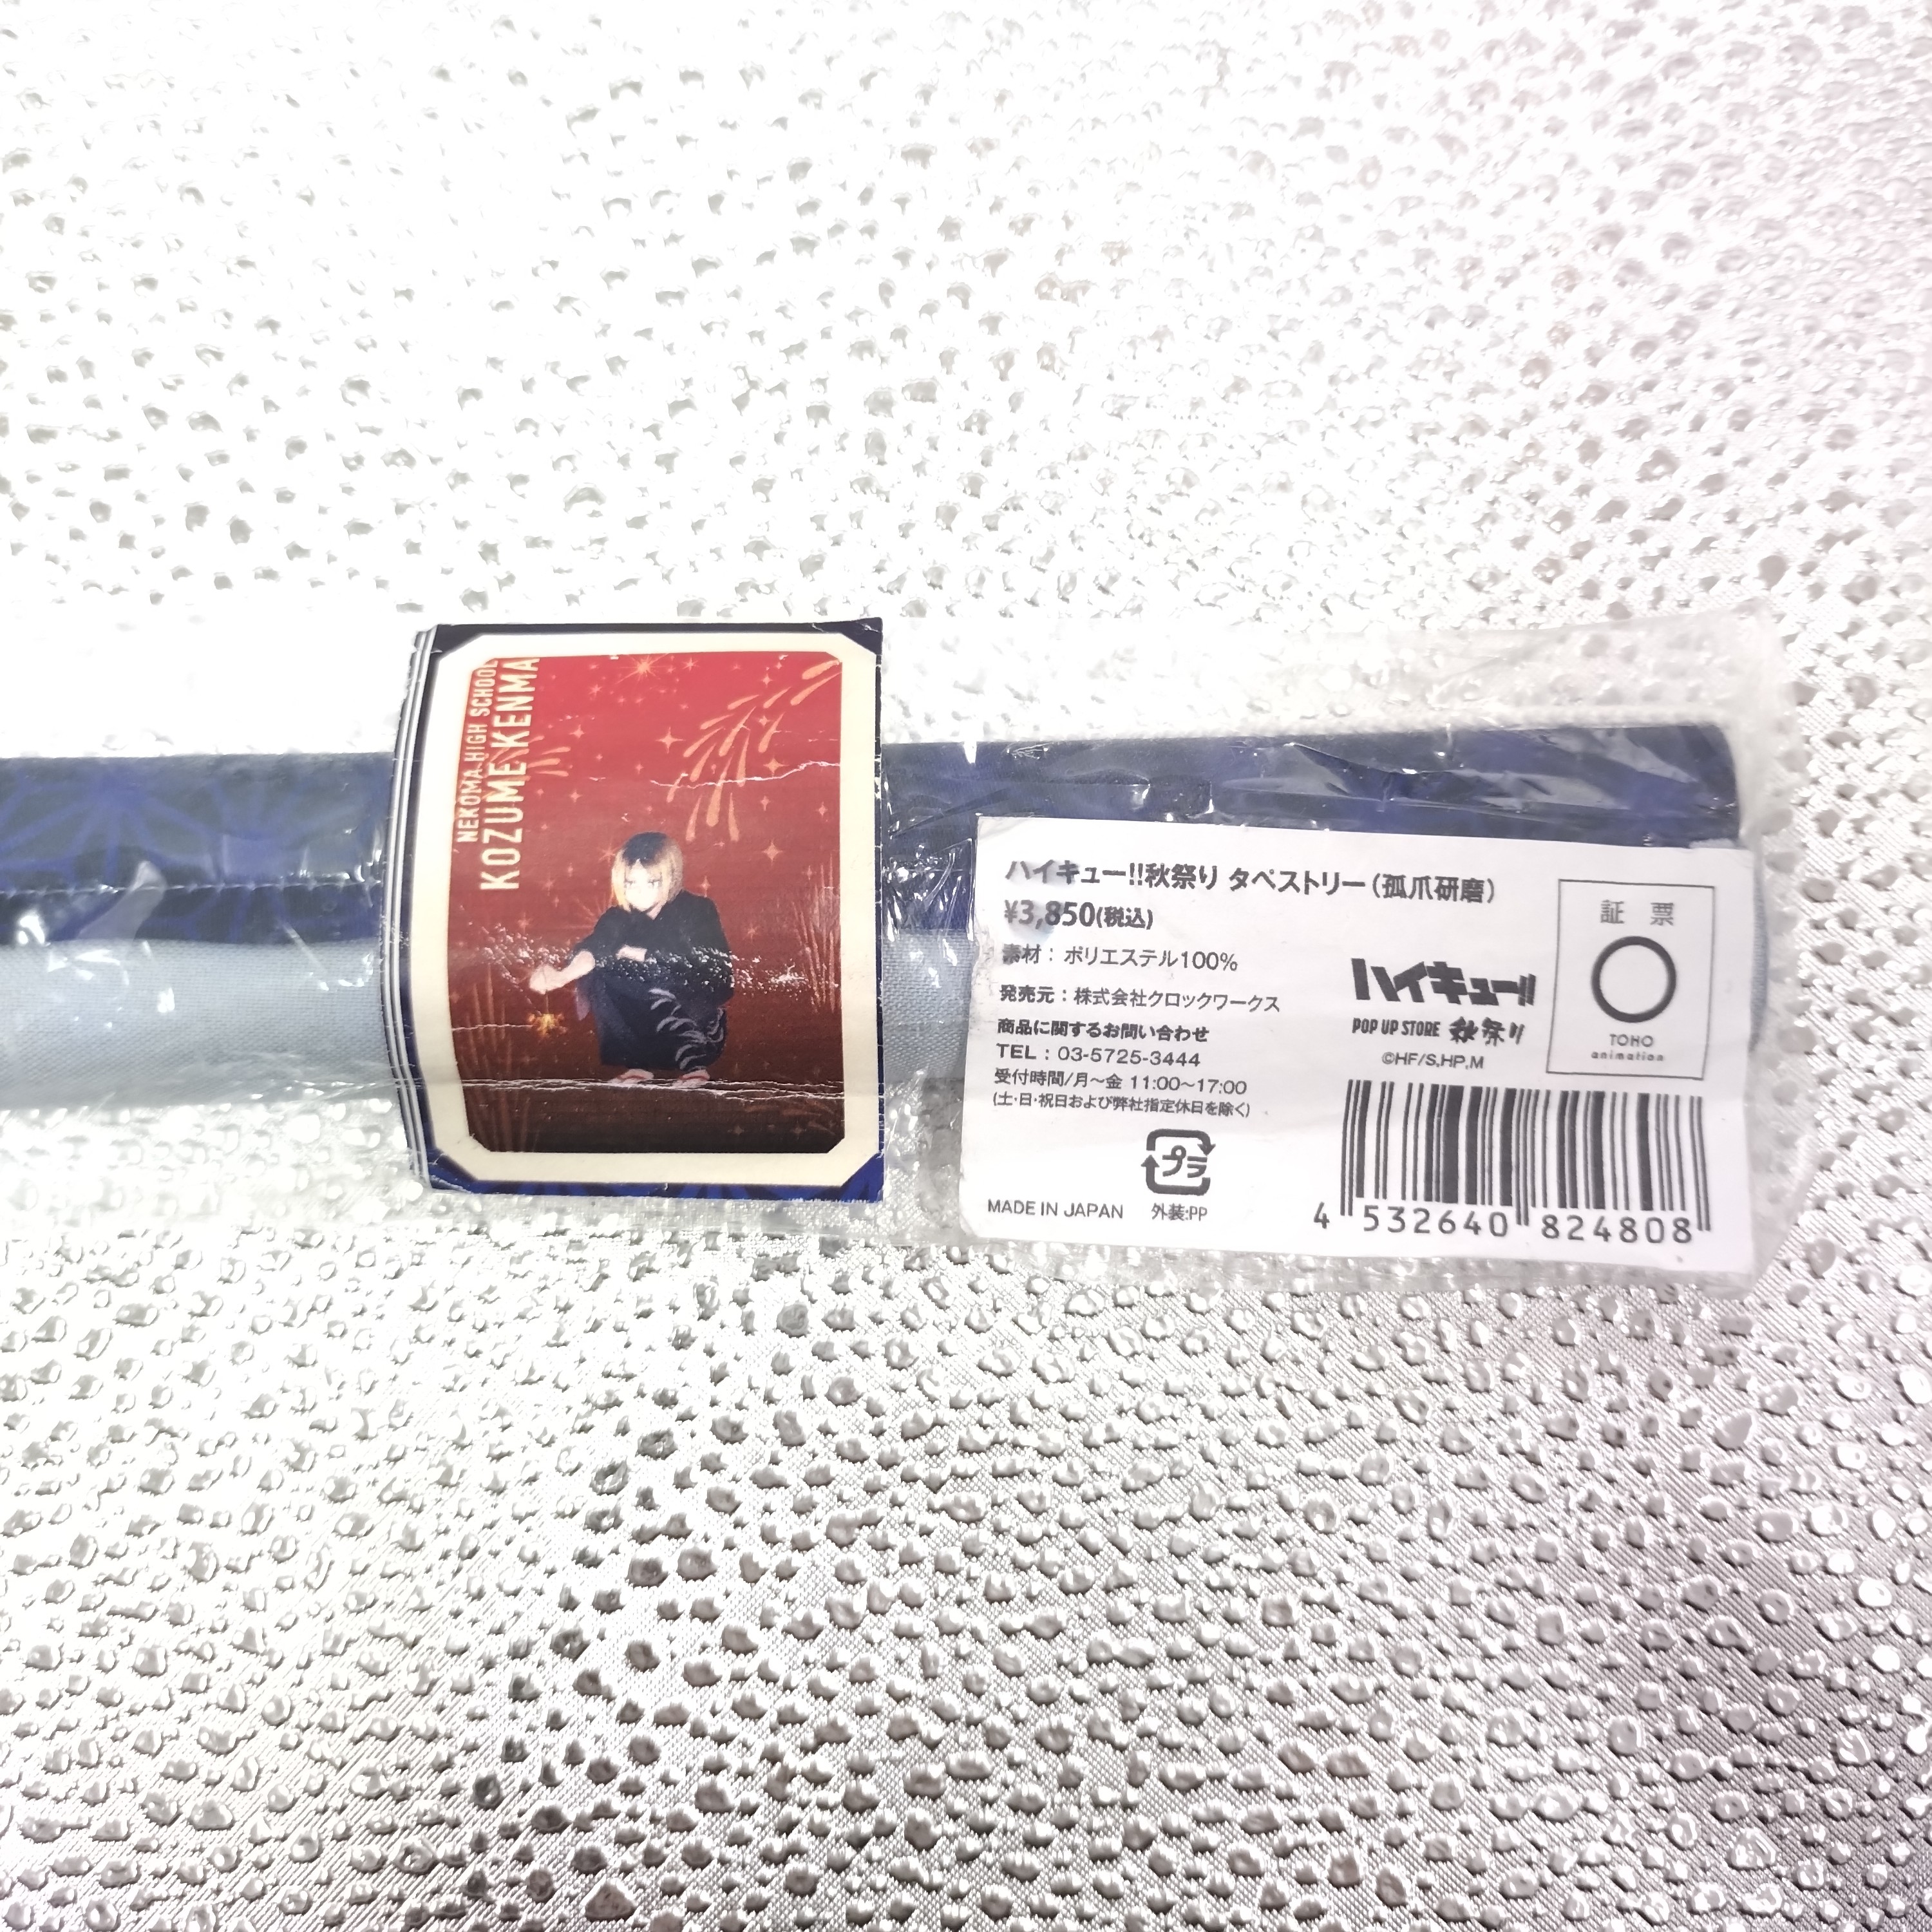 NEKOMA HIGH SCHOOL
KOZUME KENMA
ハイキュー!!秋祭り タペストリー(孤爪研磨)
¥3,850(税込)
素材:ポリエステル100%
発売元:株式会社クロックワークス
商品に関するお問い合わせ
TEL:03-5725-3444
受付時間/月~金 11:00~17:00
(土・日・祝日および弊社指定休日を除く)
プラ
MADE IN JAPAN 外装:PP
ハイキュー!!
POP UP STORE 秋祭り
©HF/S,HP,M
証票
TOHO
animation
4 532640 824808